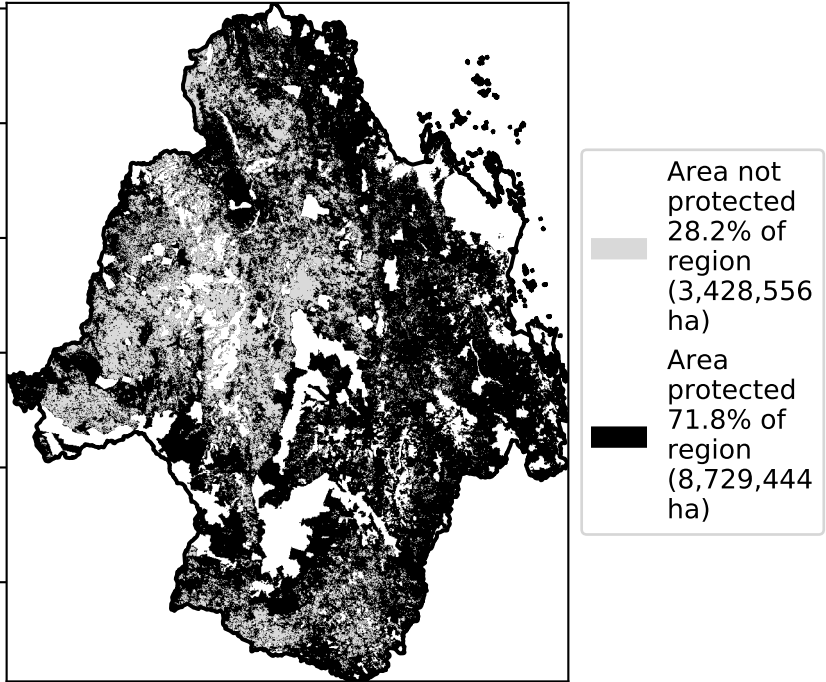 Area not
protected
28.2% of
region
(3,428,556
ha)
Area
protected
71.8% of
region
(8,729,444
ha)